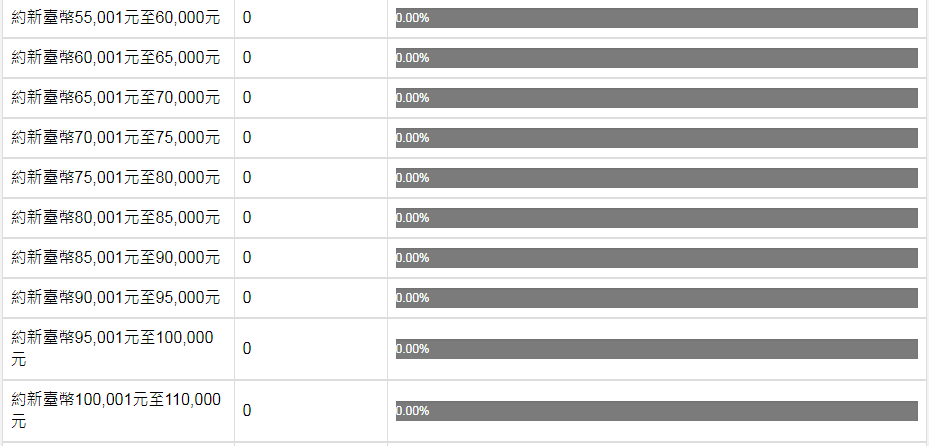 約新臺幣55,001元至60,000元 0 0.00%
約新臺幣60,001元至65,000元 0 0.00%
約新臺幣65,001元至70,000元 0 0.00%
約新臺幣70,001元至75,000元 0 0.00%
約新臺幣75,001元至80,000元 0 0.00%
約新臺幣80,001元至85,000元 0 0.00%
約新臺幣85,001元至90,000元 0 0.00%
約新臺幣90,001元至95,000元 0 0.00%
約新臺幣95,001元至100,000
元 0 0.00%
約新臺幣100,001元至110,000
元 0 0.00%